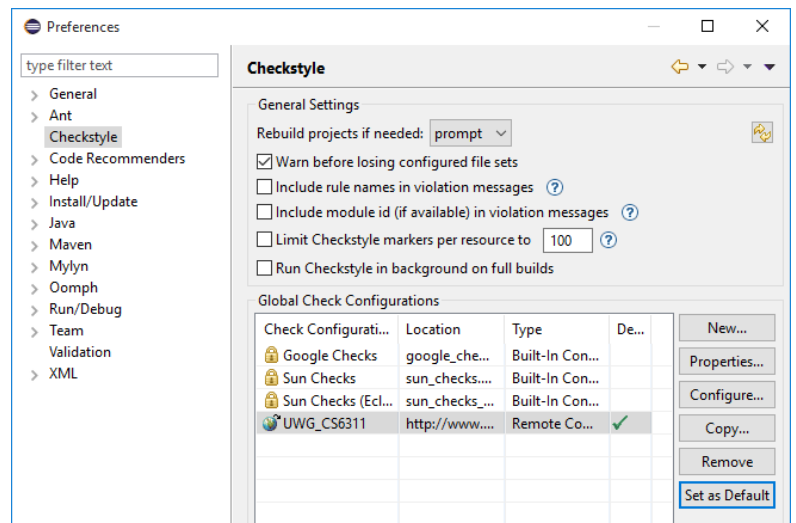 Preferences
type filter text
General
Ant
Checkstyle
Code Recommenders
Help
Install/Update
Java
Maven
Mylyn
Oomph
Run/Debug
Team
Validation
XML
Checkstyle
General Settings
Rebuild projects if needed: prompt
Warn before losing configured file sets
Include rule names in violation messages ?
Include module id (if available) in violation messages ?
Limit Checkstyle markers per resource to 100 ?
Run Checkstyle in background on full builds
Global Check Configurations
Check Configurati... Location Type De...
Google Checks google_che... Built-In Con...
Sun Checks sun_checks.... Built-In Con...
Sun Checks (Ecl... sun_checks_... Built-In Con...
UWG_CS6311 http://www.... Remote Co...
New...
Properties...
Configure...
Copy...
Remove
Set as Default